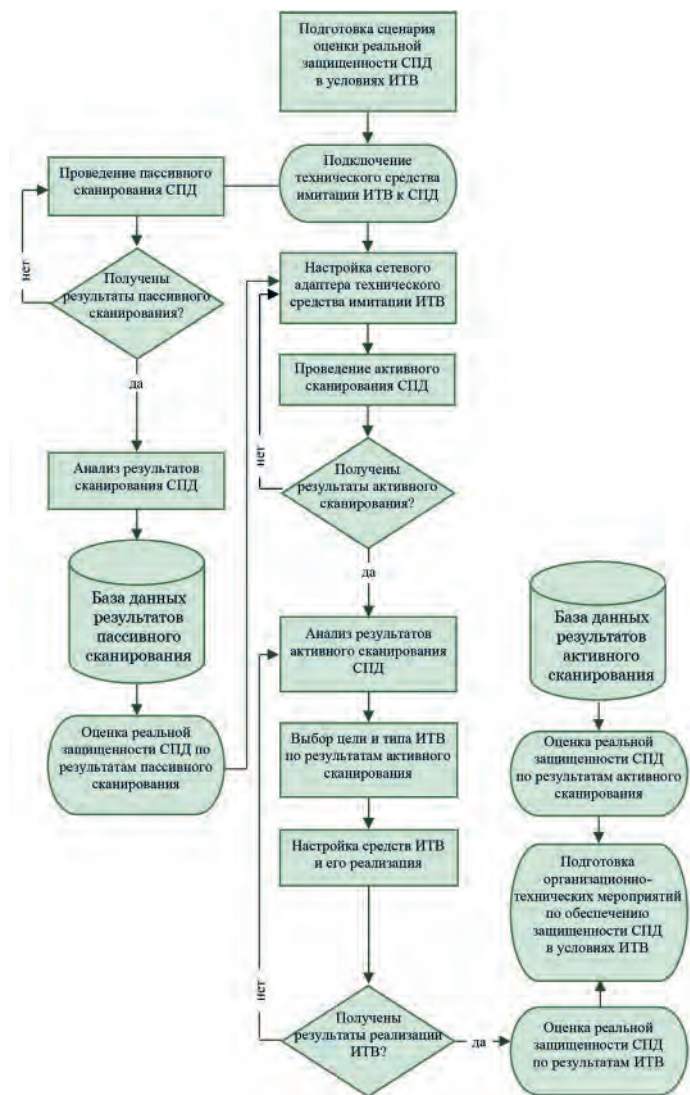 Подготовка сценария
оценки реальной
защищенности СПД
в условиях ИТВ
Подключение
технического средства
имитации ИТВ к СПД
Проведение пассивного
сканирования СПД
нет
Получены
результаты пассивного
сканирования?
да
Анализ результатов
сканирования СПД
База данных
результатов
пассивного
сканирования
Оценка реальной
защищенности СПД по
результатам пассивного
сканирования
Настройка сетевого
адаптера технического
средства имитации ИТВ
Проведение активного
сканирования СПД
нет
Получены
результаты активного
сканирования?
да
Анализ результатов
активного сканирования
СПД
Выбор цели и типа ИТВ
по результатам активного
сканирования
Настройка средств ИТВ
и его реализация
нет
Получены
результаты реализации
ИТВ?
да
База данных
результатов
активного
сканирования
Оценка реальной
защищенности СПД
по результатам активного
сканирования
Подготовка
организационно-
технических мероприятий
по обеспечению
защищенности СПД
в условиях ИТВ
Оценка реальной
защищенности СПД
по результатам ИТВ